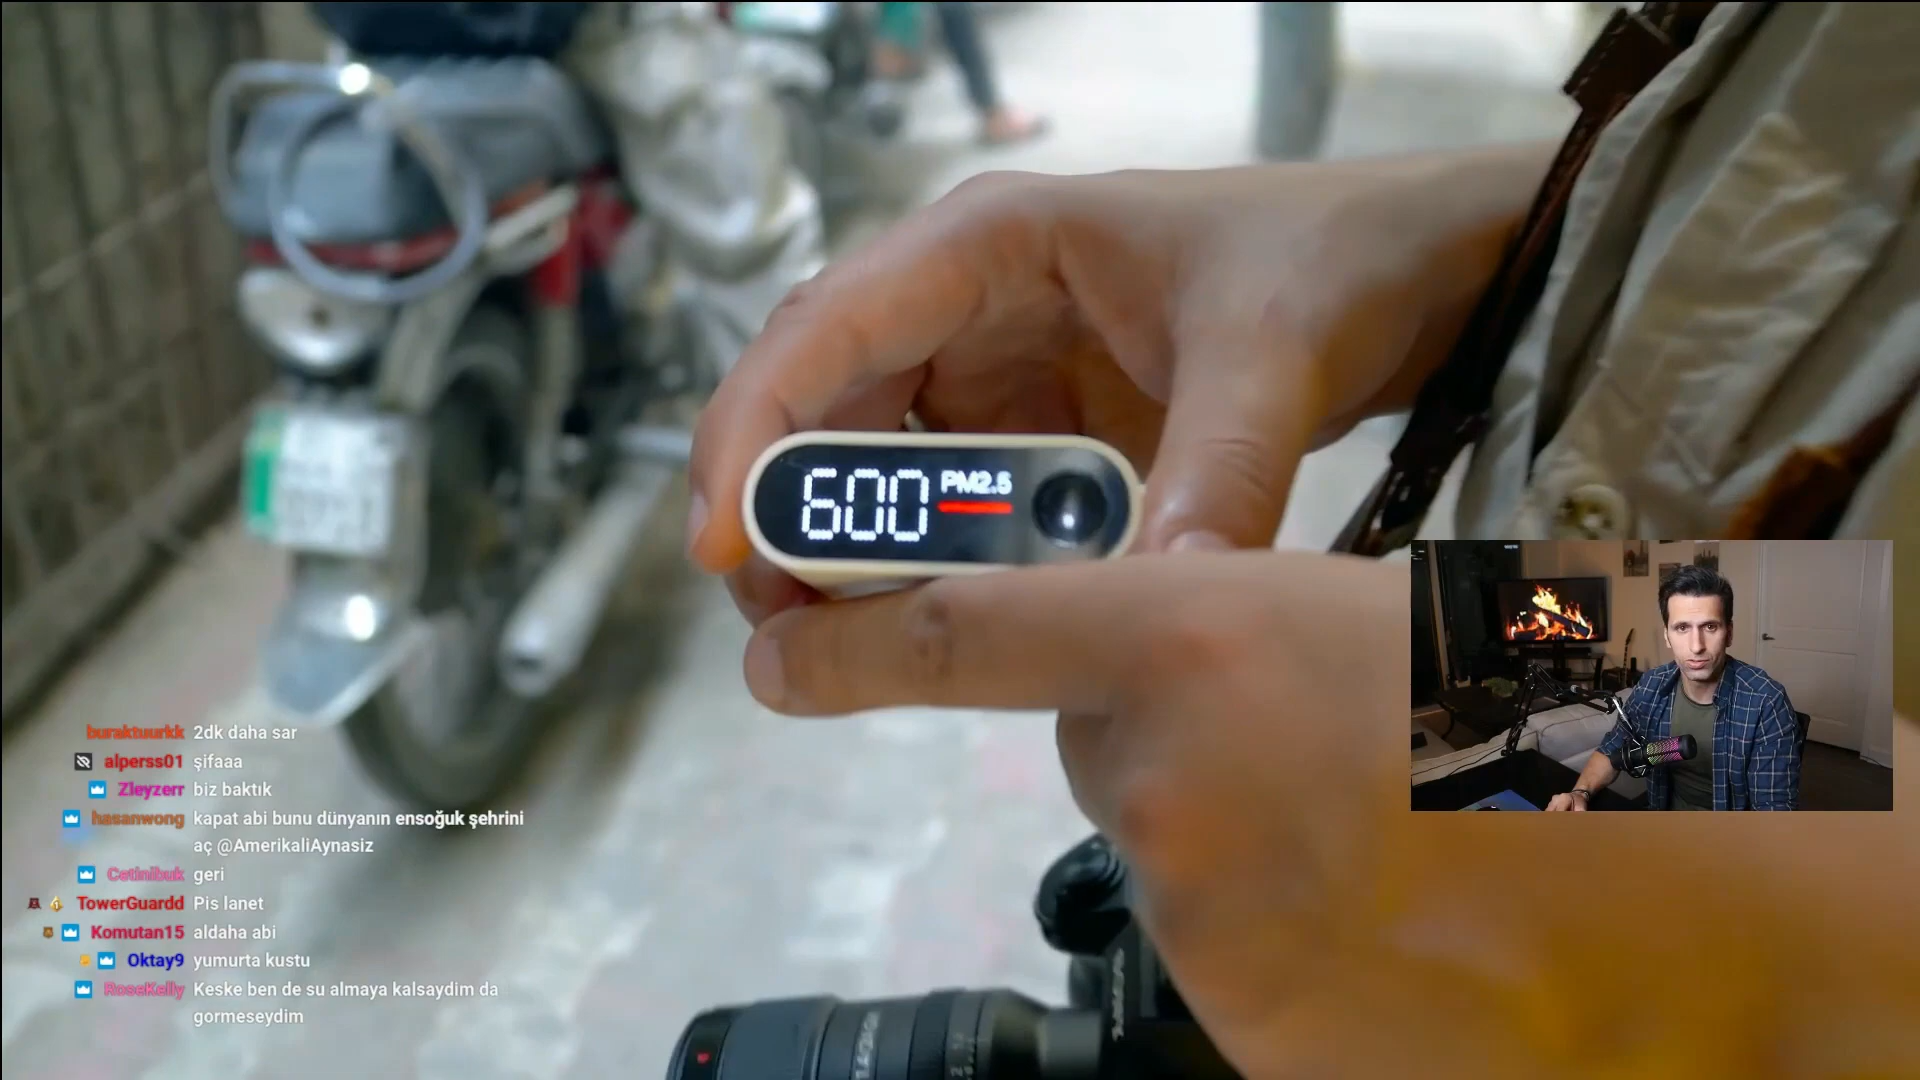 600 PM2.5
buraktuurkk 2dk daha sar
alperss01 şifaaa
Zleyzerr biz baktık
hasanwong kapat abi bunu dünyanın ensoğuk şehrini
aç @AmerikaliAynasiz
Cetinibuk geri
TowerGuardd Pis lanet
Komutan15 aldaha abi
Oktay9 yumurta kustu
RoseKelly Keske ben de su almaya kalsaydim da
gormeseydim